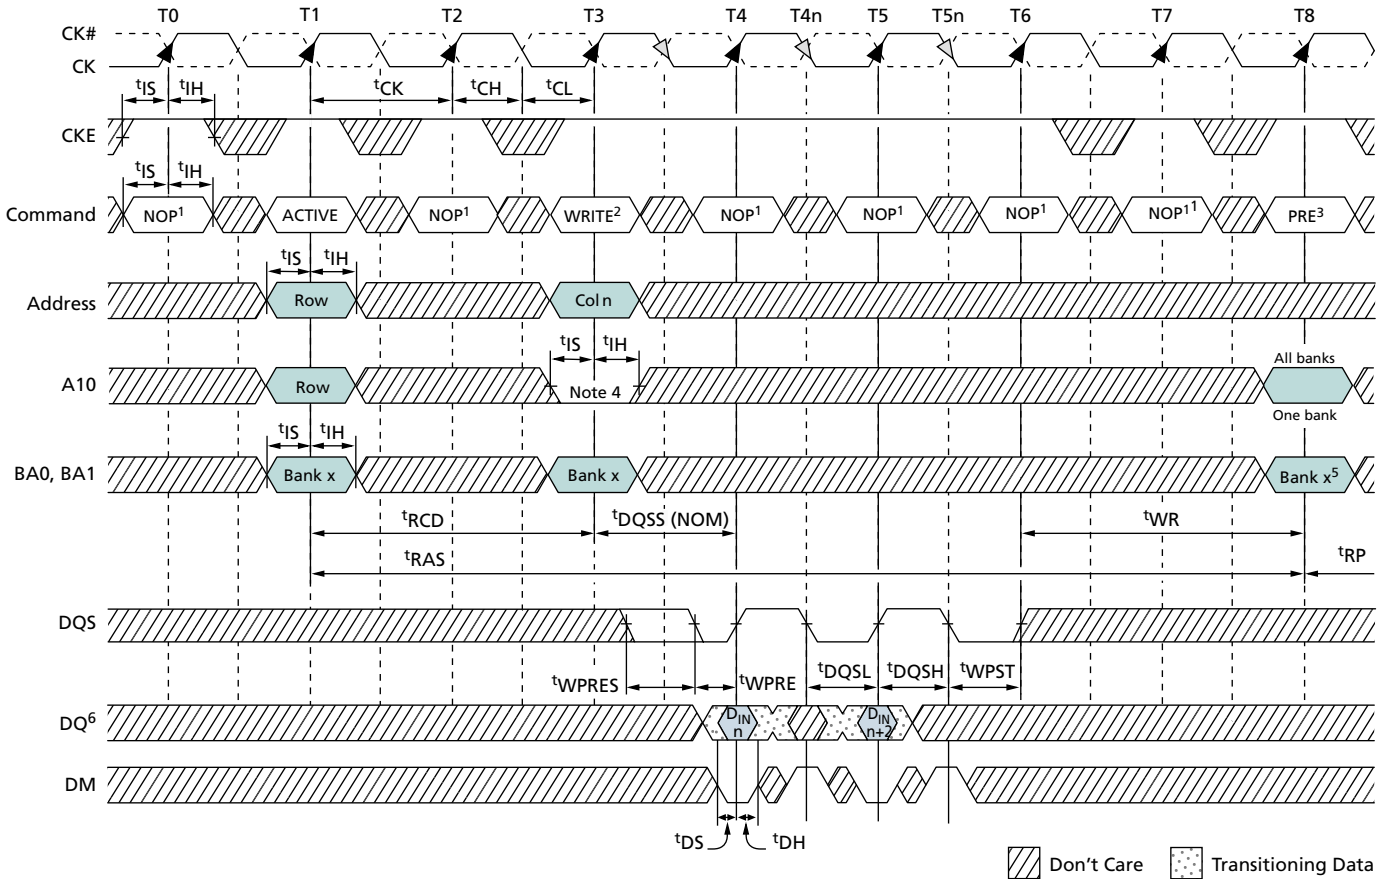 T0 T1 T2 T3 T4 T4n T5 T5n T6 T7 T8
CK#
CK
tIS tIH tCK tCH tCL
CKE
tIS tIH
Command NOP1 ACTIVE NOP1 WRITE2 NOP1 NOP1 NOP1 NOP11 PRE3
tIS tIH
Address Row Col n
tIS tIH
All banks
A10 Row Note 4
One bank
tIS tIH
BA0, BA1 Bank x Bank x Bank x5
tRCD tDQSS (NOM) tWR
tRAS tRP
DQS
tWPRES tWPRE tDQSL tDQSH tWPST
DQ6 DIN n DIN n+2
DM
tDS tDH
Don't Care Transitioning Data